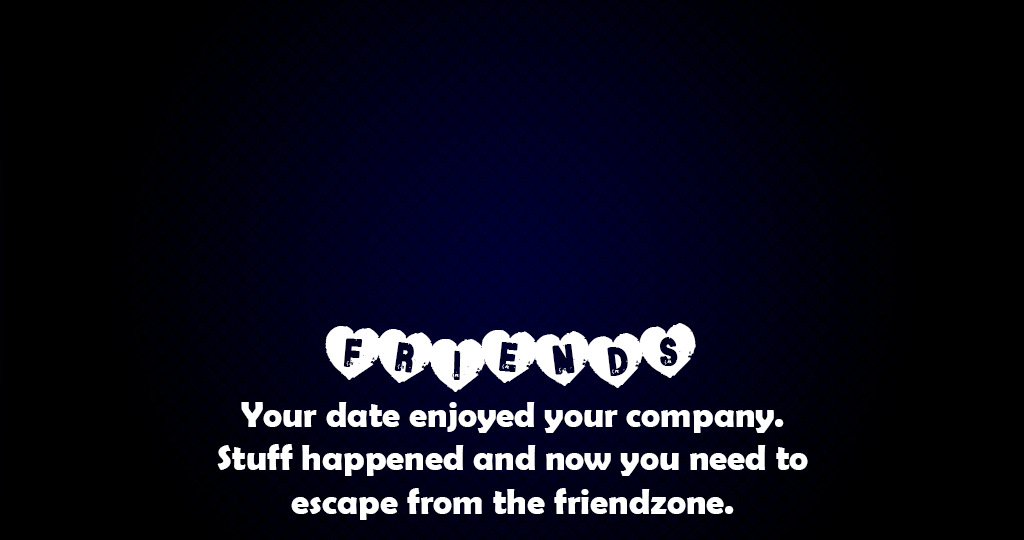 FRIENDS
Your date enjoyed your company.
Stuff happened and now you need to
escape from the friendzone.